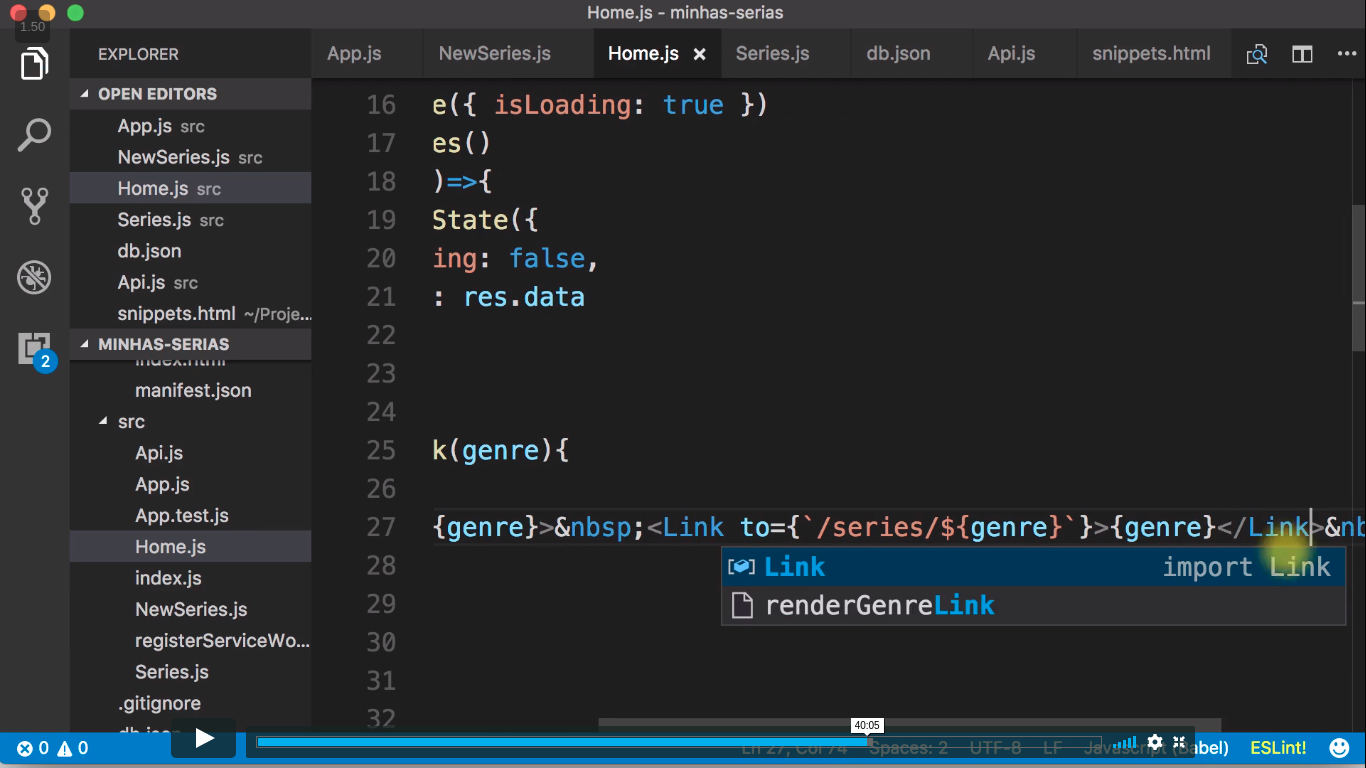 Home.js - minhas-serias
1.50
EXPLORER
App.js NewSeries.js Home.js × Series.js db.json Api.js snippets.html
OPEN EDITORS
App.js src
NewSeries.js src
Home.js src
Series.js src
db.json
Api.js src
snippets.html ~/Proje...
2
MINHAS-SERIAS
index.html
manifest.json
src
Api.js
App.js
App.test.js
Home.js
index.js
NewSeries.js
registerServiceWo...
Series.js
.gitignore
16 e({ isLoading: true })
17 es()
18 )=>{
19 State({
20 ing: false,
21 : res.data
22
23
24
25 k(genre){
26
27 {genre}>&nbsp;<Link to={`/series/${genre}`}>{genre}</Link>&nb
28
29
30
31
32
Link import Link
renderGenreLink
40:05
0 0 Ln 27, Col 74 Spaces: 2 UTF-8 LF Javascript (Babel) ESLint!